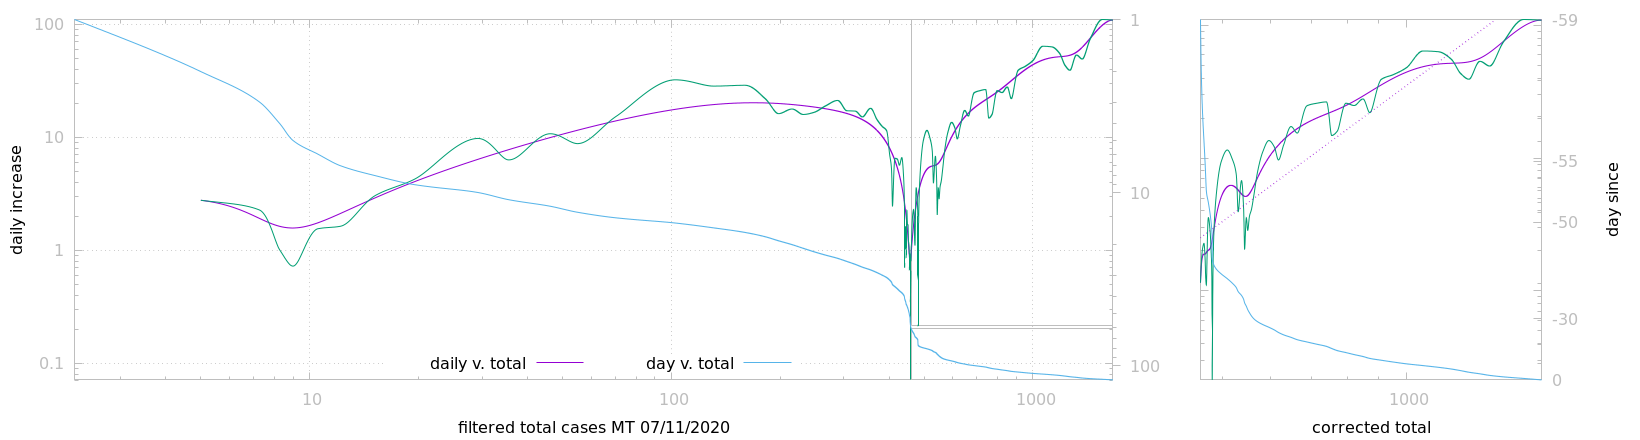 100
10
1
0.1
daily increase
10
100
1000
filtered total cases MT 07/11/2020
daily v. total
day v. total
1
10
100
1000
corrected total
-59
-55
-50
-30
0
day since